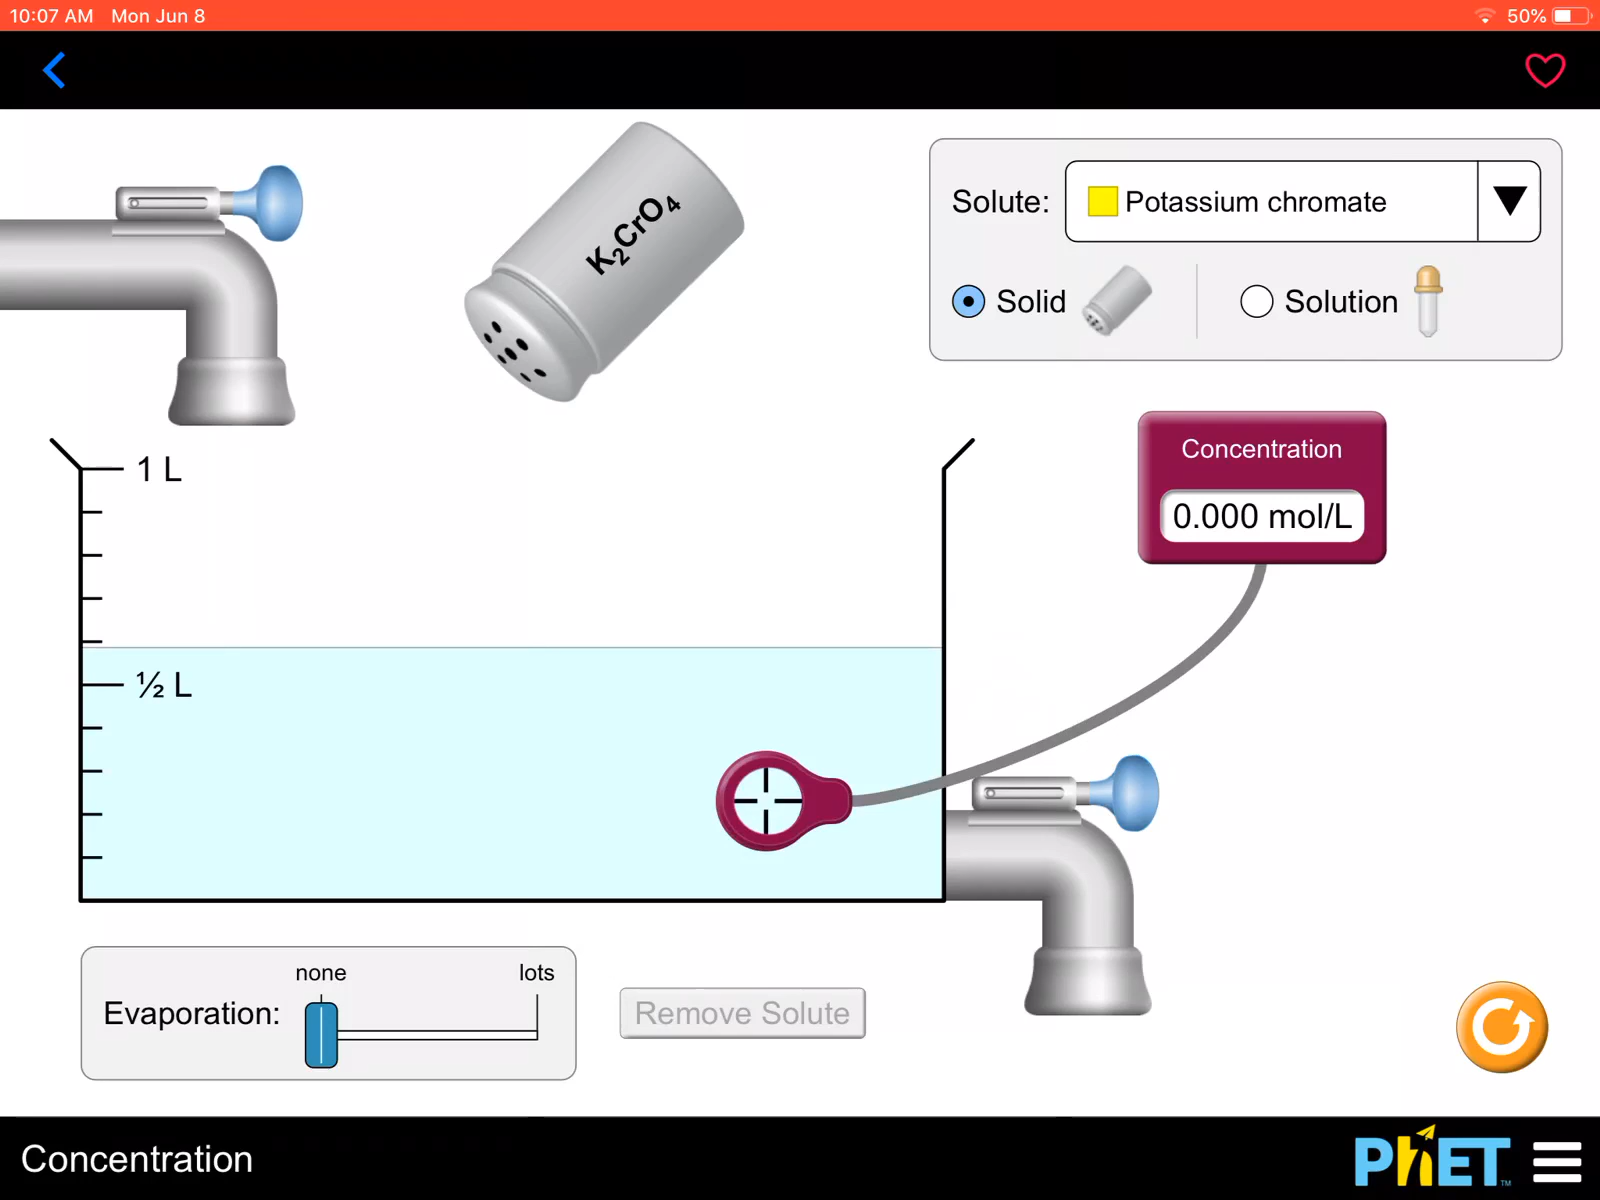 10:07 AM Mon Jun 8
50%
K₂CrO₄
Solute: Potassium chromate
Solid
Solution
Concentration
0.000 mol/L
1 L
½ L
none
lots
Evaporation:
Remove Solute
Concentration
PhET™